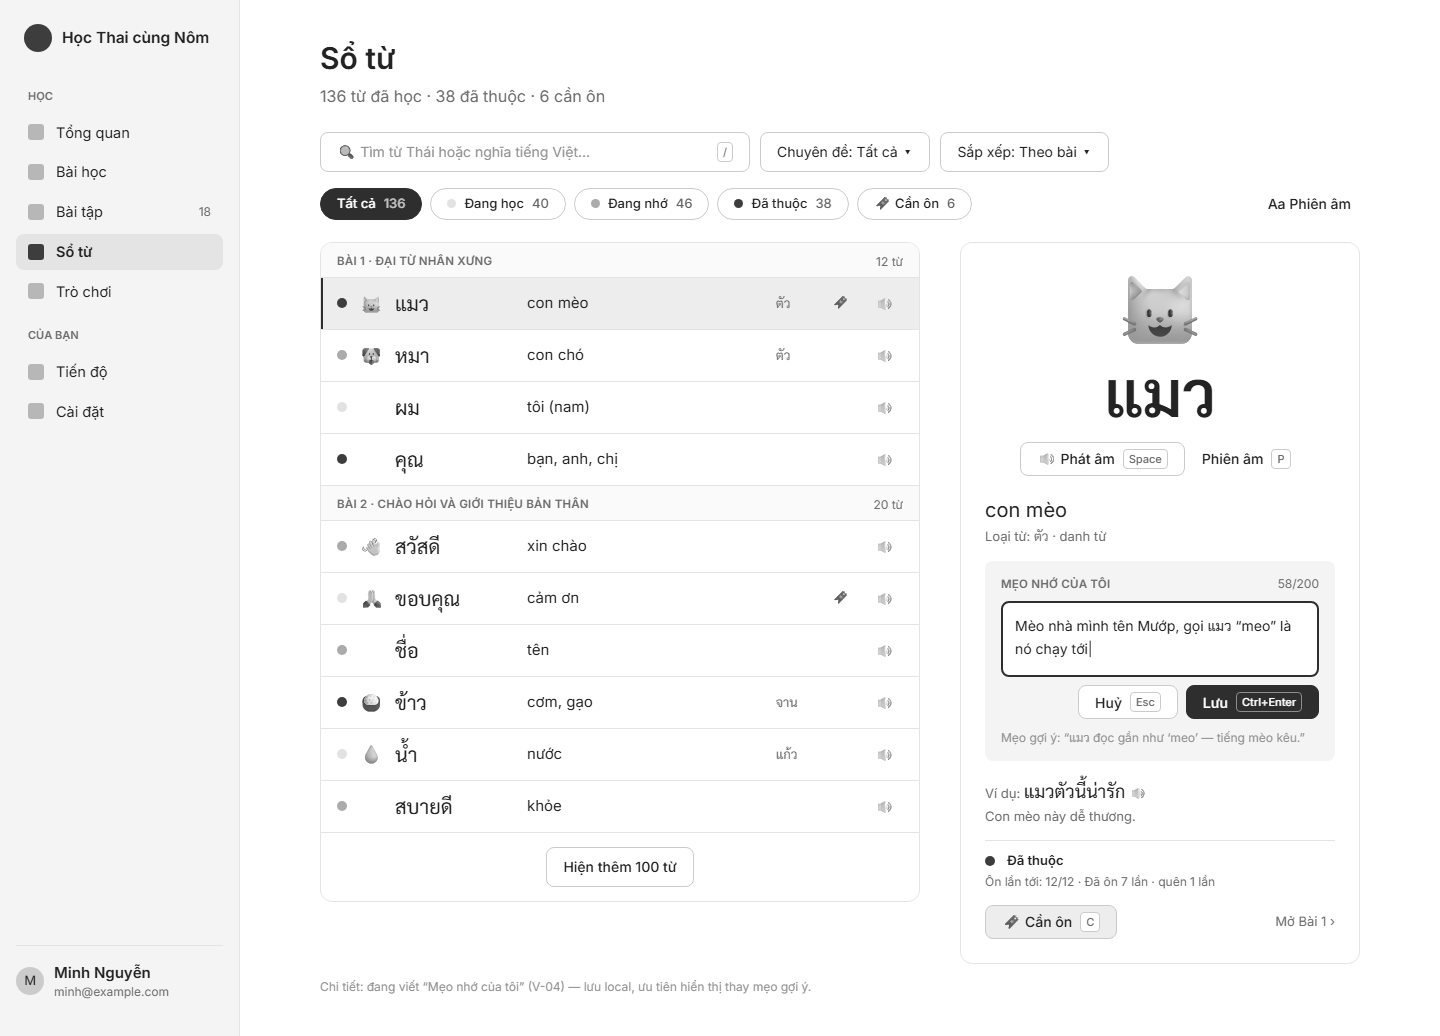 Học Thai cùng Nôm
HỌC
Tổng quan
Bài học
Bài tập 18
Sổ từ
Trò chơi
CỦA BẠN
Tiến độ
Cài đặt
M
Minh Nguyễn
minh@example.com
Sổ từ
136 từ đã học · 38 đã thuộc · 6 cần ôn
Tìm từ Thái hoặc nghĩa tiếng Việt... /
Chuyên đề: Tất cả ▾
Sắp xếp: Theo bài ▾
Tất cả 136
Đang học 40
Đang nhớ 46
Đã thuộc 38
Cần ôn 6
Aa Phiên âm
BÀI 1 · ĐẠI TỪ NHÂN XƯNG 12 từ
แมว con mèo ตัว
หมา con chó ตัว
ผม tôi (nam)
คุณ bạn, anh, chị
BÀI 2 · CHÀO HỎI VÀ GIỚI THIỆU BẢN THÂN 20 từ
สวัสดี xin chào
ขอบคุณ cảm ơn
ชื่อ tên
ข้าว cơm, gạo จาน
น้ำ nước แก้ว
สบายดี khỏe
Hiện thêm 100 từ
แมว
Phát âm Space
Phiên âm P
con mèo
Loại từ: ตัว · danh từ
MẸO NHỚ CỦA TÔI 58/200
Mèo nhà mình tên Mướp, gọi แมว “meo” là
nó chạy tới|
Huỷ Esc
Lưu Ctrl+Enter
Mẹo gợi ý: “แมว đọc gần như ‘meo’ — tiếng mèo kêu.”
Ví dụ: แมวตัวนี้น่ารัก
Con mèo này dễ thương.
Đã thuộc
Ôn lần tới: 12/12 · Đã ôn 7 lần · quên 1 lần
Cần ôn C
Mở Bài 1 ›
Chi tiết: đang viết “Mẹo nhớ của tôi” (V-04) — lưu local, ưu tiên hiển thị thay mẹo gợi ý.